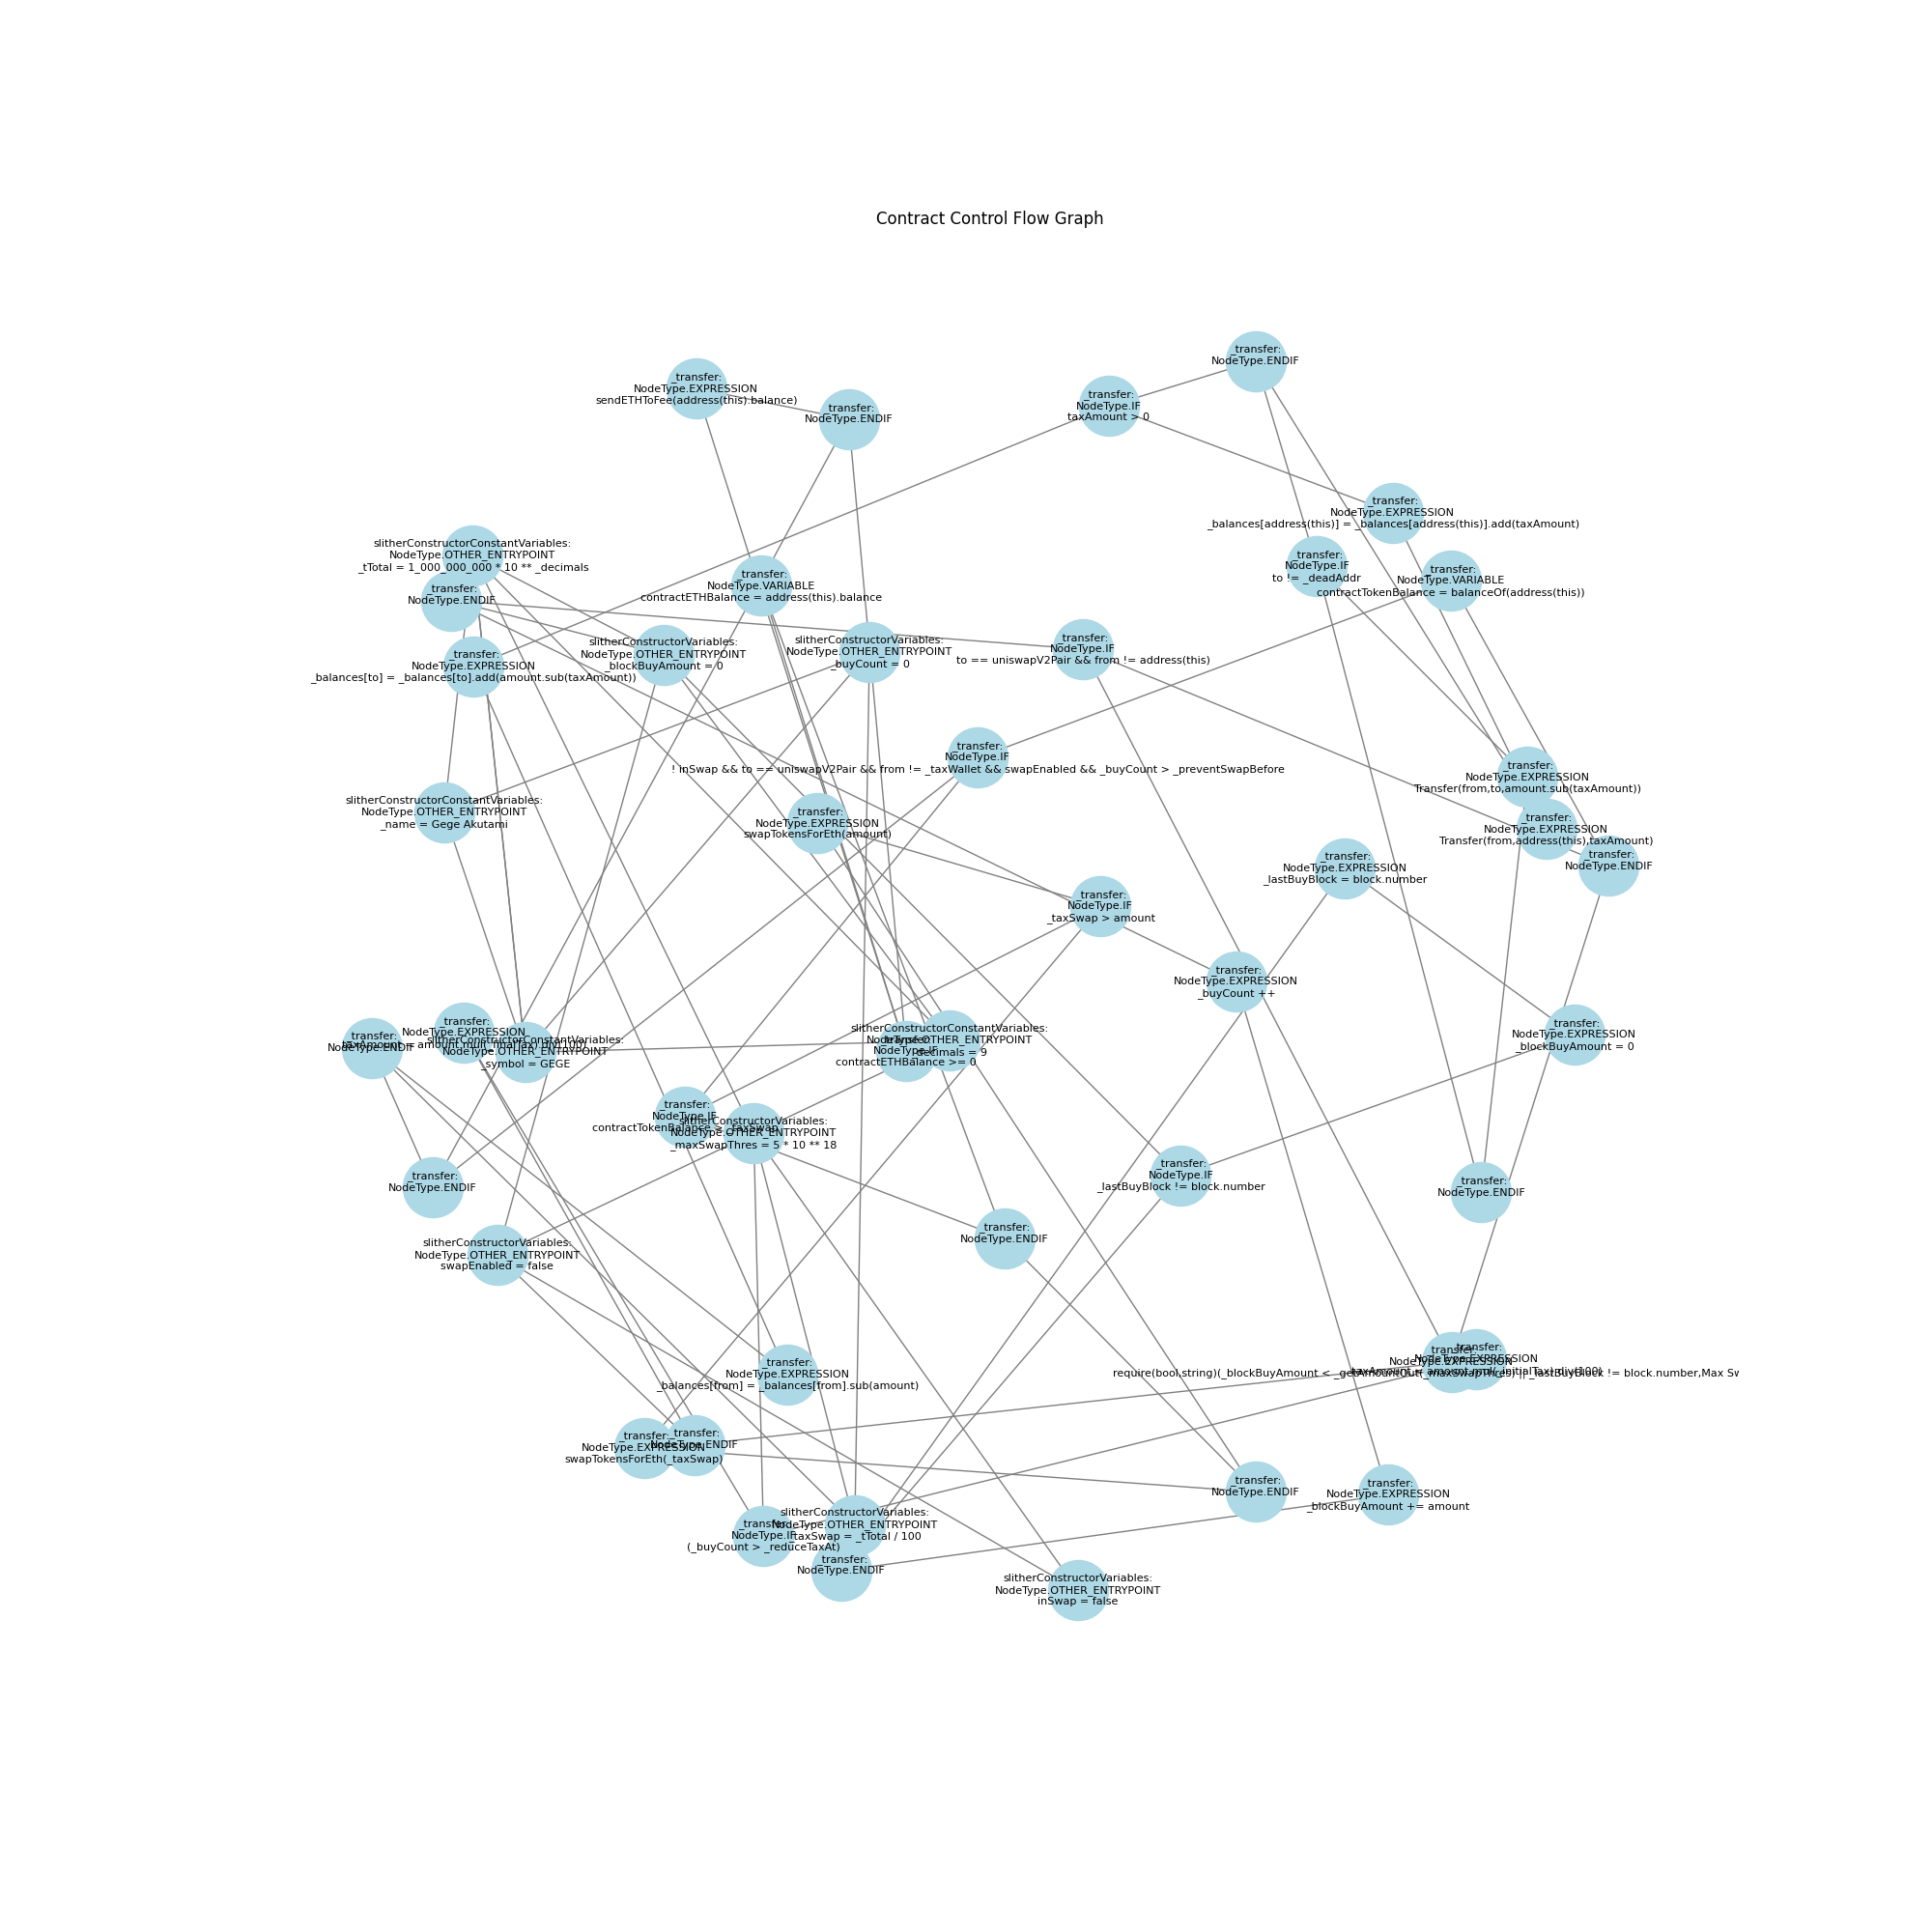 Contract Control Flow Graph
_transfer:
NodeType.ENDIF
_transfer:
NodeType.EXPRESSION
sendETHToFee(address(this).balance)
_transfer:
NodeType.ENDIF
_transfer:
NodeType.IF
taxAmount > 0
_transfer:
NodeType.EXPRESSION
_balances[address(this)] = _balances[address(this)].add(taxAmount)
slitherConstructorConstantVariables:
NodeType.OTHER_ENTRYPOINT
_tTotal = 1_000_000_000 * 10 ** _decimals
_transfer:
NodeType.IF
to != _deadAddr
_transfer:
NodeType.VARIABLE
contractTokenBalance = balanceOf(address(this))
_transfer:
NodeType.VARIABLE
contractETHBalance = address(this).balance
_transfer:
NodeType.ENDIF
slitherConstructorVariables:
NodeType.OTHER_ENTRYPOINT
_blockBuyAmount = 0
slitherConstructorVariables:
NodeType.OTHER_ENTRYPOINT
_buyCount = 0
_transfer:
NodeType.IF
to == uniswapV2Pair && from != address(this)
_transfer:
NodeType.EXPRESSION
_balances[to] = _balances[to].add(amount.sub(taxAmount))
_transfer:
NodeType.IF
! inSwap && to == uniswapV2Pair && from != _taxWallet && swapEnabled && _buyCount > _preventSwapBefore
_transfer:
NodeType.EXPRESSION
Transfer(from,to,amount.sub(taxAmount))
slitherConstructorConstantVariables:
NodeType.OTHER_ENTRYPOINT
_name = Gege Akutami
_transfer:
NodeType.EXPRESSION
swapTokensForEth(amount)
_transfer:
NodeType.EXPRESSION
Transfer(from,address(this),taxAmount)
_transfer:
NodeType.ENDIF
_transfer:
NodeType.EXPRESSION
_lastBuyBlock = block.number
_transfer:
NodeType.IF
_taxSwap > amount
_transfer:
NodeType.EXPRESSION
_buyCount ++
_transfer:
NodeType.ENDIF
_transfer:
NodeType.EXPRESSION
slitherConstructorConstantVariables:
NodeType.OTHER_ENTRYPOINT
_symbol = GEGE
slitherConstructorConstantVariables:
NodeType.OTHER_ENTRYPOINT
_decimals = 9
NodeType.IF
contractETHBalance >= 0
_transfer:
NodeType.EXPRESSION
_blockBuyAmount = 0
_transfer:
NodeType.IF
contractTokenBalance > _taxSwap
slitherConstructorVariables:
NodeType.OTHER_ENTRYPOINT
_maxSwapThres = 5 * 10 ** 18
_transfer:
NodeType.ENDIF
_transfer:
NodeType.IF
_lastBuyBlock != block.number
_transfer:
NodeType.ENDIF
slitherConstructorVariables:
NodeType.OTHER_ENTRYPOINT
swapEnabled = false
_transfer:
NodeType.ENDIF
_transfer:
NodeType.EXPRESSION
_balances[from] = _balances[from].sub(amount)
_transfer:
NodeType.EXPRESSION
_transfer:
NodeType.EXPRESSION
require(bool,string)(_blockBuyAmount < _getAmountOut(_maxSwapThres) || _lastBuyBlock != block.number,Max Sw
_transfer:
NodeType.EXPRESSION
swapTokensForEth(_taxSwap)
_transfer:
NodeType.ENDIF
_transfer:
NodeType.ENDIF
_transfer:
NodeType.EXPRESSION
_blockBuyAmount += amount
slitherConstructorVariables:
NodeType.OTHER_ENTRYPOINT
_taxSwap = _tTotal / 100
_transfer:
NodeType.IF
(_buyCount > _reduceTaxAt)
_transfer:
NodeType.ENDIF
slitherConstructorVariables:
NodeType.OTHER_ENTRYPOINT
inSwap = false